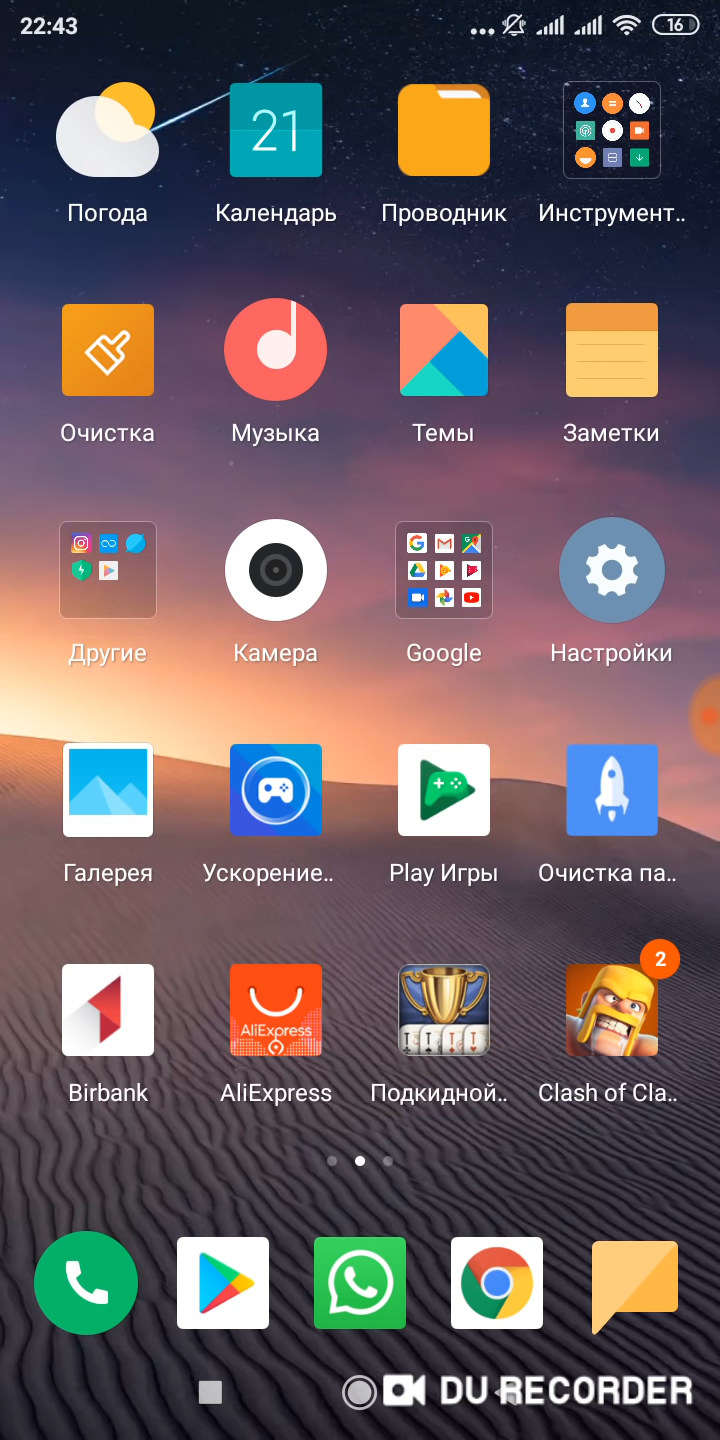 22:43
16
21
Погода
Календарь
Проводник
Инструмент..
Очистка
Музыка
Темы
Заметки
Другие
Камера
Google
Настройки
Галерея
Ускорение..
Play Игры
Очистка па..
2
AliExpress
Birbank
AliExpress
Подкидной..
Clash of Cla..
DU RECORDER